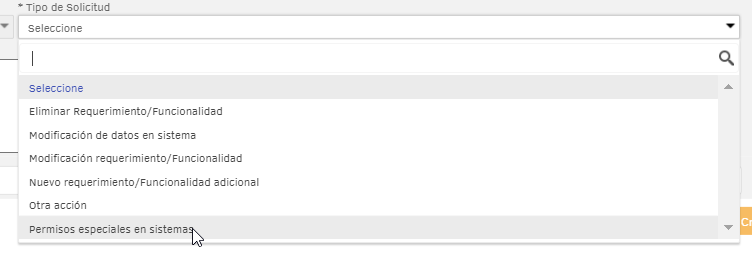 * Tipo de Solicitud
Seleccione
Seleccione
Eliminar Requerimiento/Funcionalidad
Modificación de datos en sistema
Modificación requerimiento/Funcionalidad
Nuevo requerimiento/Funcionalidad adicional
Otra acción
Permisos especiales en sistemas